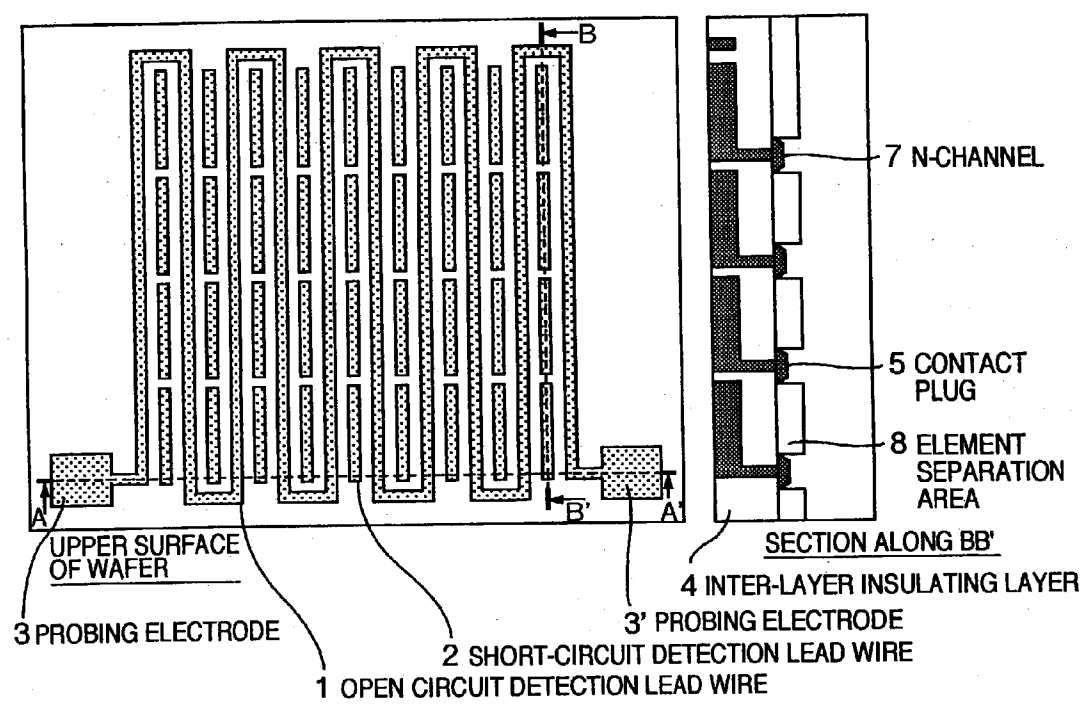 B
7 N-CHANNEL
5 CONTACT
PLUG
8 ELEMENT
SEPARATION
AREA
A
B'
A'
UPPER SURFACE
OF WAFER
SECTION ALONG BB'
4 INTER-LAYER INSULATING LAYER
3 PROBING ELECTRODE
3' PROBING ELECTRODE
2 SHORT-CIRCUIT DETECTION LEAD WIRE
1 OPEN CIRCUIT DETECTION LEAD WIRE